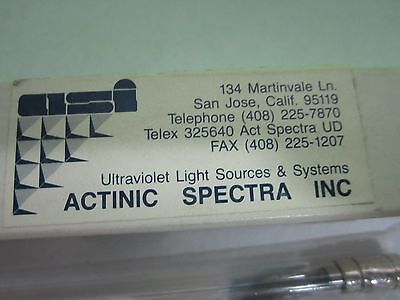 asi
134 Martinvale Ln.
San Jose, Calif. 95119
Telephone (408) 225-7870
Telex 325640 Act Spectra UD
FAX (408) 225-1207
Ultraviolet Light Sources & Systems
ACTINIC SPECTRA INC